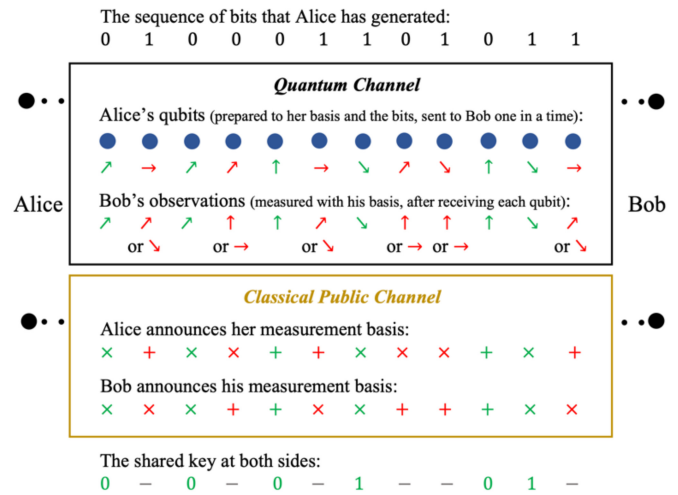 The sequence of bits that Alice has generated:
0 1 0 0 0 1 1 0 1 0 1 1
Quantum Channel
Alice's qubits (prepared to her basis and the bits, sent to Bob one in a time):
↗ → ↗ ↗ ↑ → ↘ ↗ ↘ ↑ ↘ →
Alice
Bob's observations (measured with his basis, after receiving each qubit):
Bob
↗ ↗ ↗ ↑ ↑ ↗ ↘ ↑ ↑ ↑ ↘ ↗
or ↘ or → or ↘ or → or → or ↘
Classical Public Channel
Alice announces her measurement basis:
× + × × + + × × × + × +
Bob announces his measurement basis:
× × × + + × × + + + × ×
The shared key at both sides:
0 – 0 – 0 – 1 – – 0 1 –